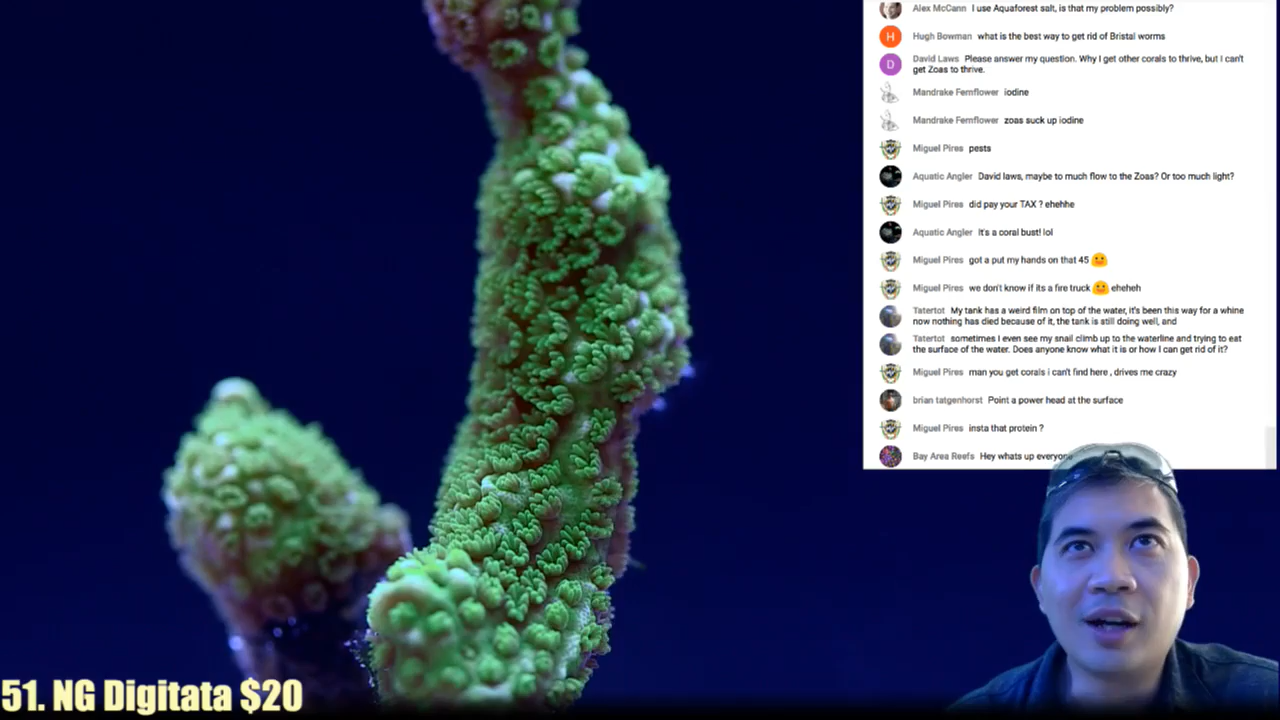 Alex McCann I use Aquaforest salt, is that my problem possibly?
H
Hugh Bowman what is the best way to get rid of Bristal worms
D
David Laws Please answer my question. Why I get other corals to thrive, but I can't
get Zoas to thrive.
Mandrake Fernflower iodine
Mandrake Fernflower zoas suck up iodine
Miguel Pires pests
Aquatic Angler David laws, maybe to much flow to the Zoas? Or too much light?
Miguel Pires did pay your TAX ? ehehhe
Aquatic Angler It's a coral bust! lol
Miguel Pires got a put my hands on that 45
Miguel Pires we don't know if its a fire truck eheheh
Tatertot My tank has a weird film on top of the water, it's been this way for a whine
now nothing has died because of it, the tank is still doing well, and
Tatertot sometimes I even see my snail climb up to the waterline and trying to eat
the surface of the water. Does anyone know what it is or how I can get rid of it?
Miguel Pires man you get corals i can't find here , drives me crazy
brian tatgenhorst Point a power head at the surface
Miguel Pires insta that protein ?
Bay Area Reefs Hey whats up everyon
51. NG Digitata $20